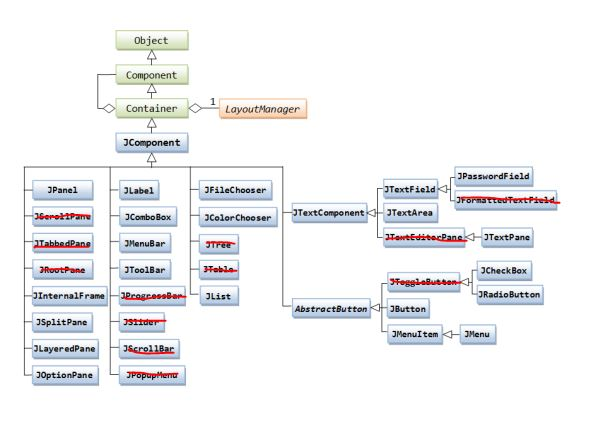 Object
Component
Container
1
LayoutManager
JComponent
JPanel
JScrollPane
JTabbedPane
JRootPane
JInternalFrame
JSplitPane
JLayeredPane
JOptionPane
JLabel
JComboBox
JMenuBar
JToolBar
JProgressBar
JSlider
JScrollBar
JPopupMenu
JFileChooser
JColorChooser
JTree
JTable
JList
JTextComponent
JTextField
JPasswordField
JFormattedTextField
JTextArea
JTextEditorPane
JTextPane
AbstractButton
JToggleButton
JCheckBox
JRadioButton
JButton
JMenuItem
JMenu